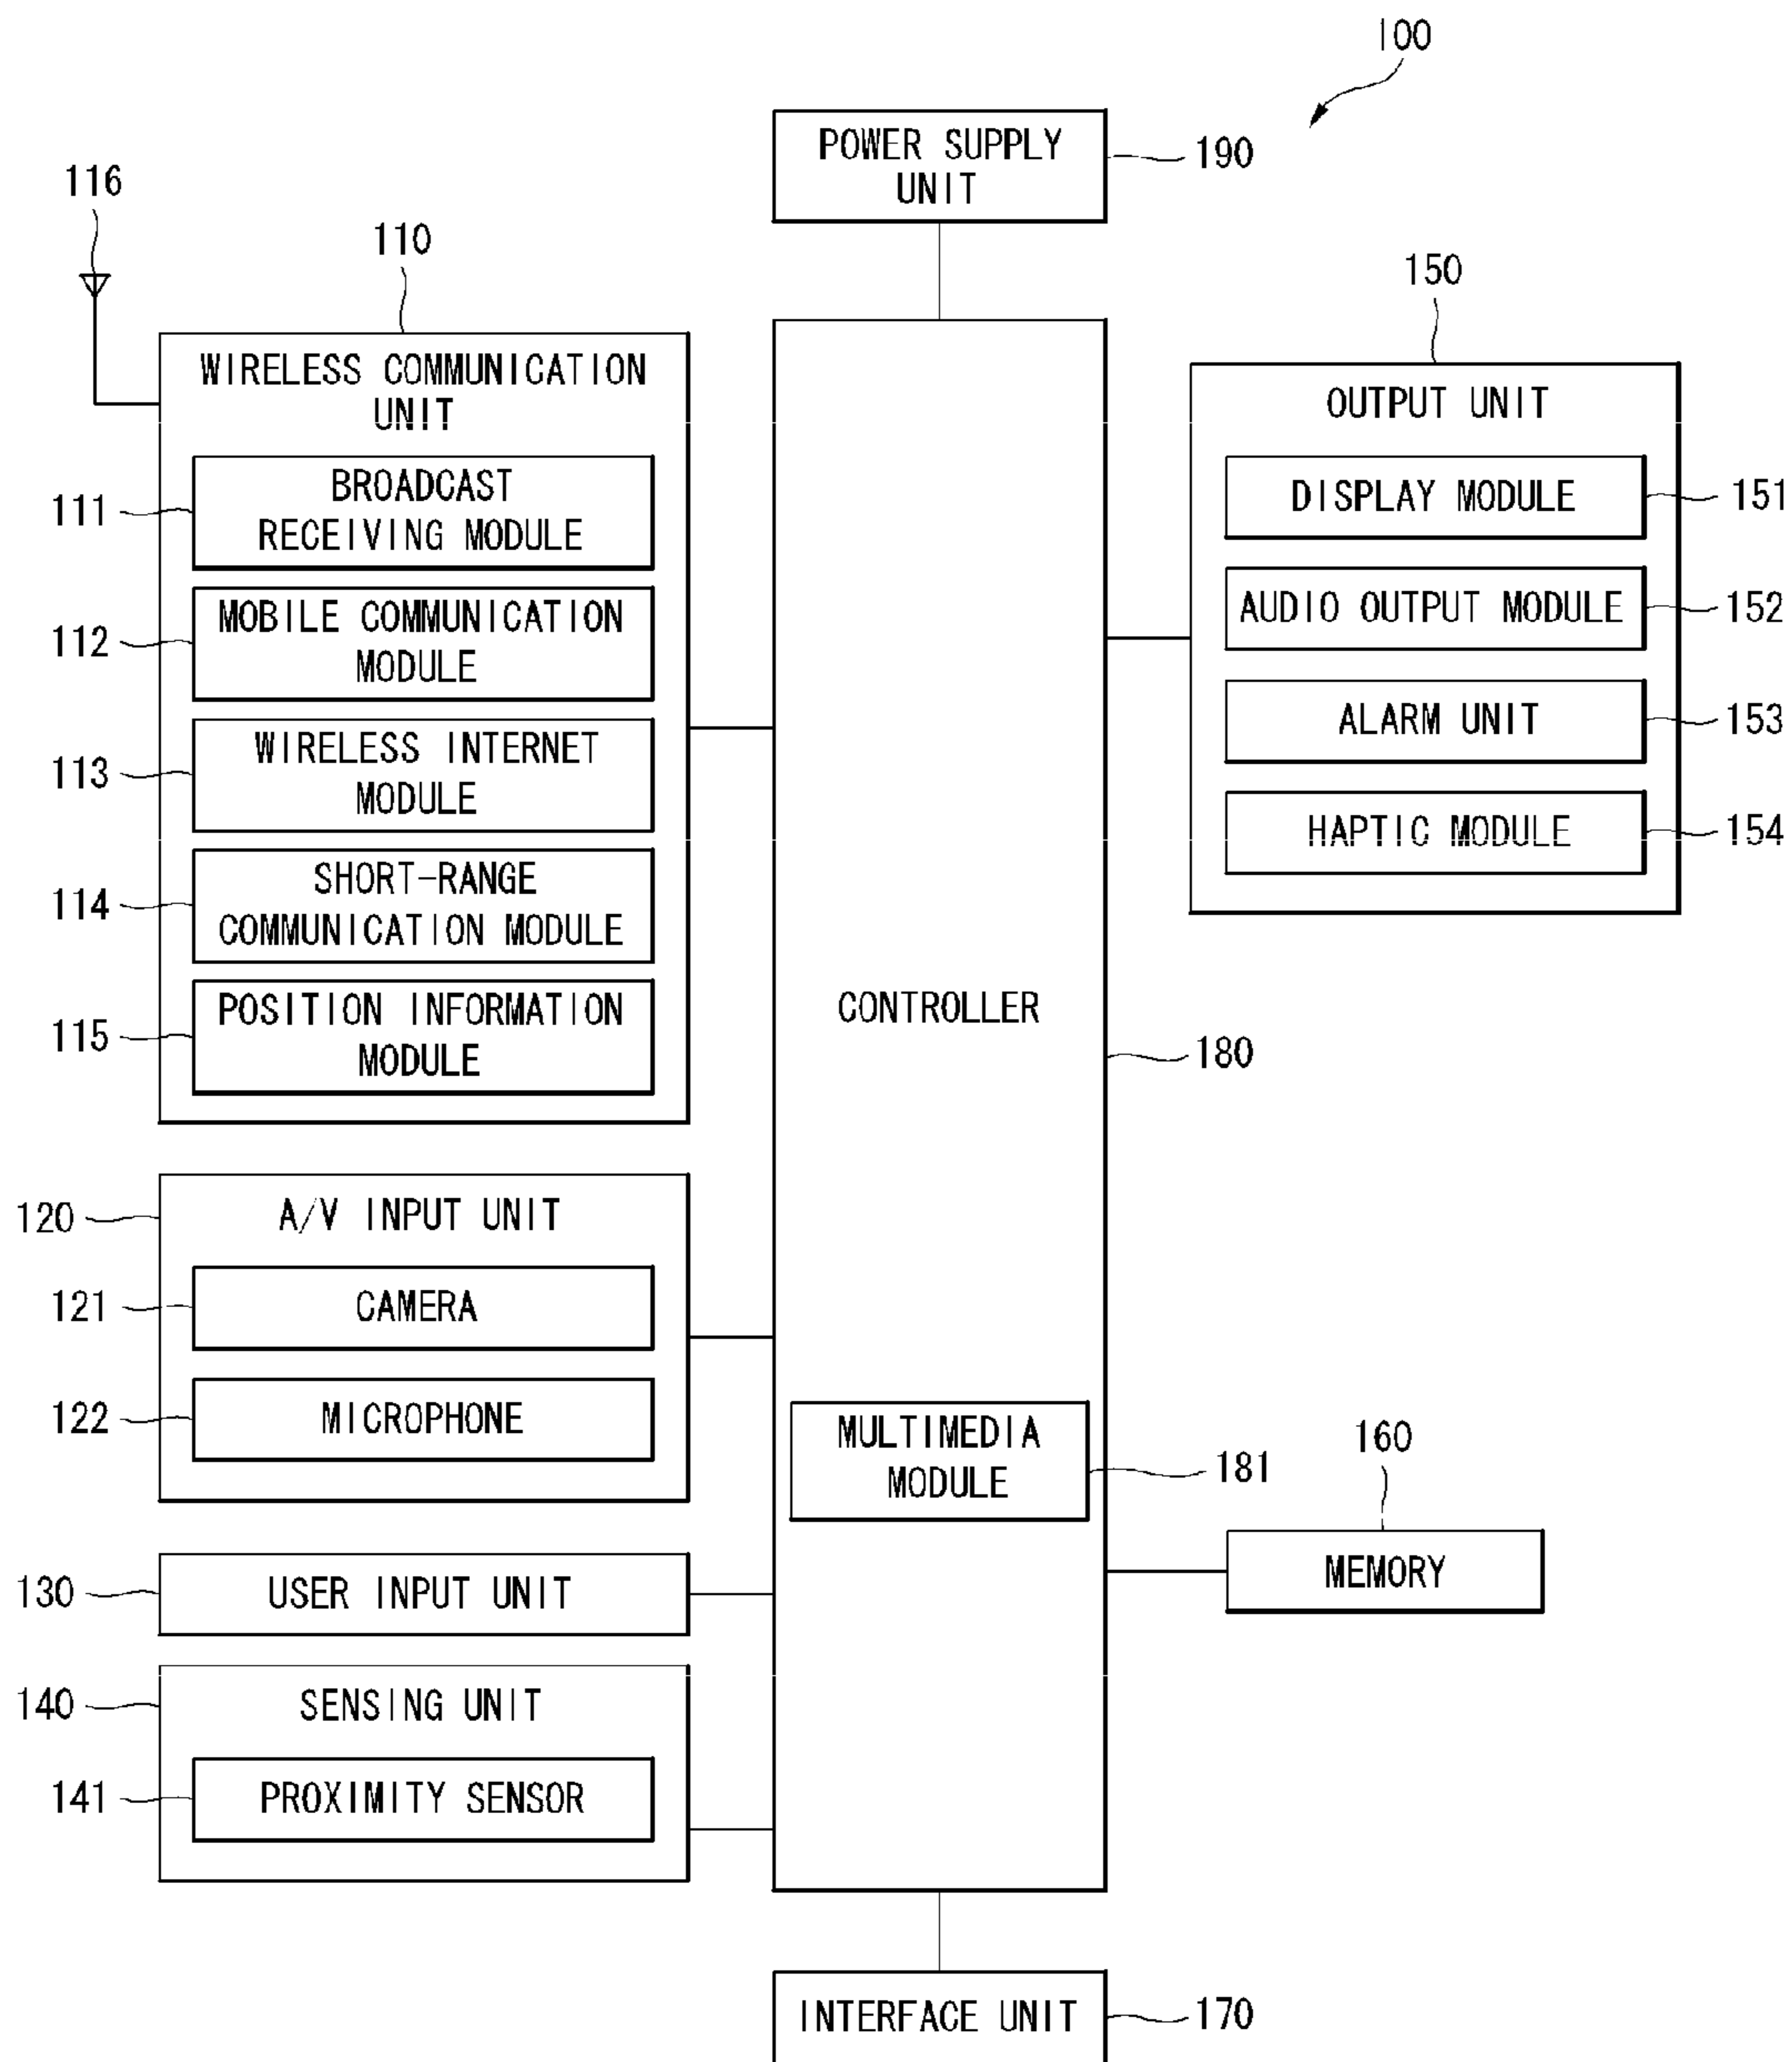 100
POWER SUPPLY
UNIT
190
116
110
WIRELESS COMMUNICATION
UNIT
BROADCAST
RECEIVING MODULE
111
MOBILE COMMUNICATION
MODULE
112
WIRELESS INTERNET
MODULE
113
SHORT-RANGE
COMMUNICATION MODULE
114
POSITION INFORMATION
MODULE
115
120
A/V INPUT UNIT
121
CAMERA
122
MICROPHONE
130
USER INPUT UNIT
140
SENSING UNIT
141
PROXIMITY SENSOR
CONTROLLER
180
MULTIMEDIA
MODULE
181
150
OUTPUT UNIT
DISPLAY MODULE
151
AUDIO OUTPUT MODULE
152
ALARM UNIT
153
HAPTIC MODULE
154
160
MEMORY
INTERFACE UNIT
170